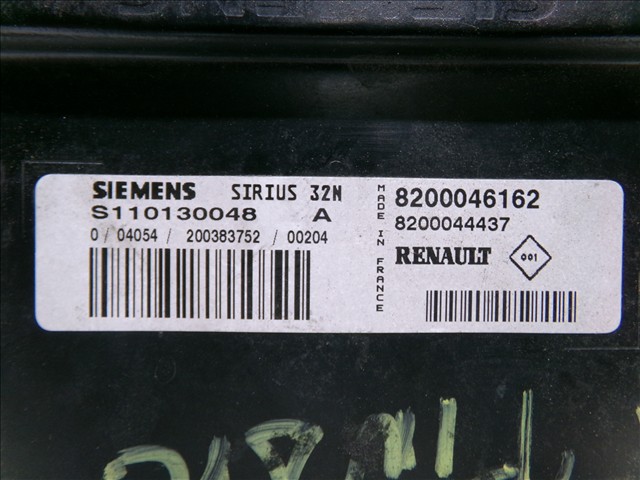 SIEMENS SIRIUS 32N
S110130048 A
0 / 04054 / 200383752 / 00204
MADE IN FRANCE
8200046162
8200044437
RENAULT 001